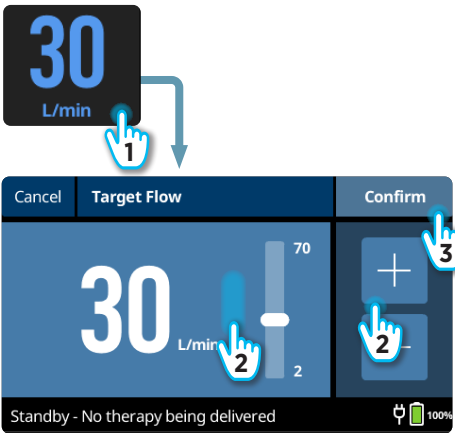 30
L/min
1
Cancel
Target Flow
Confirm
3
70
30
L/min
2
2
2
Standby - No therapy being delivered
100%